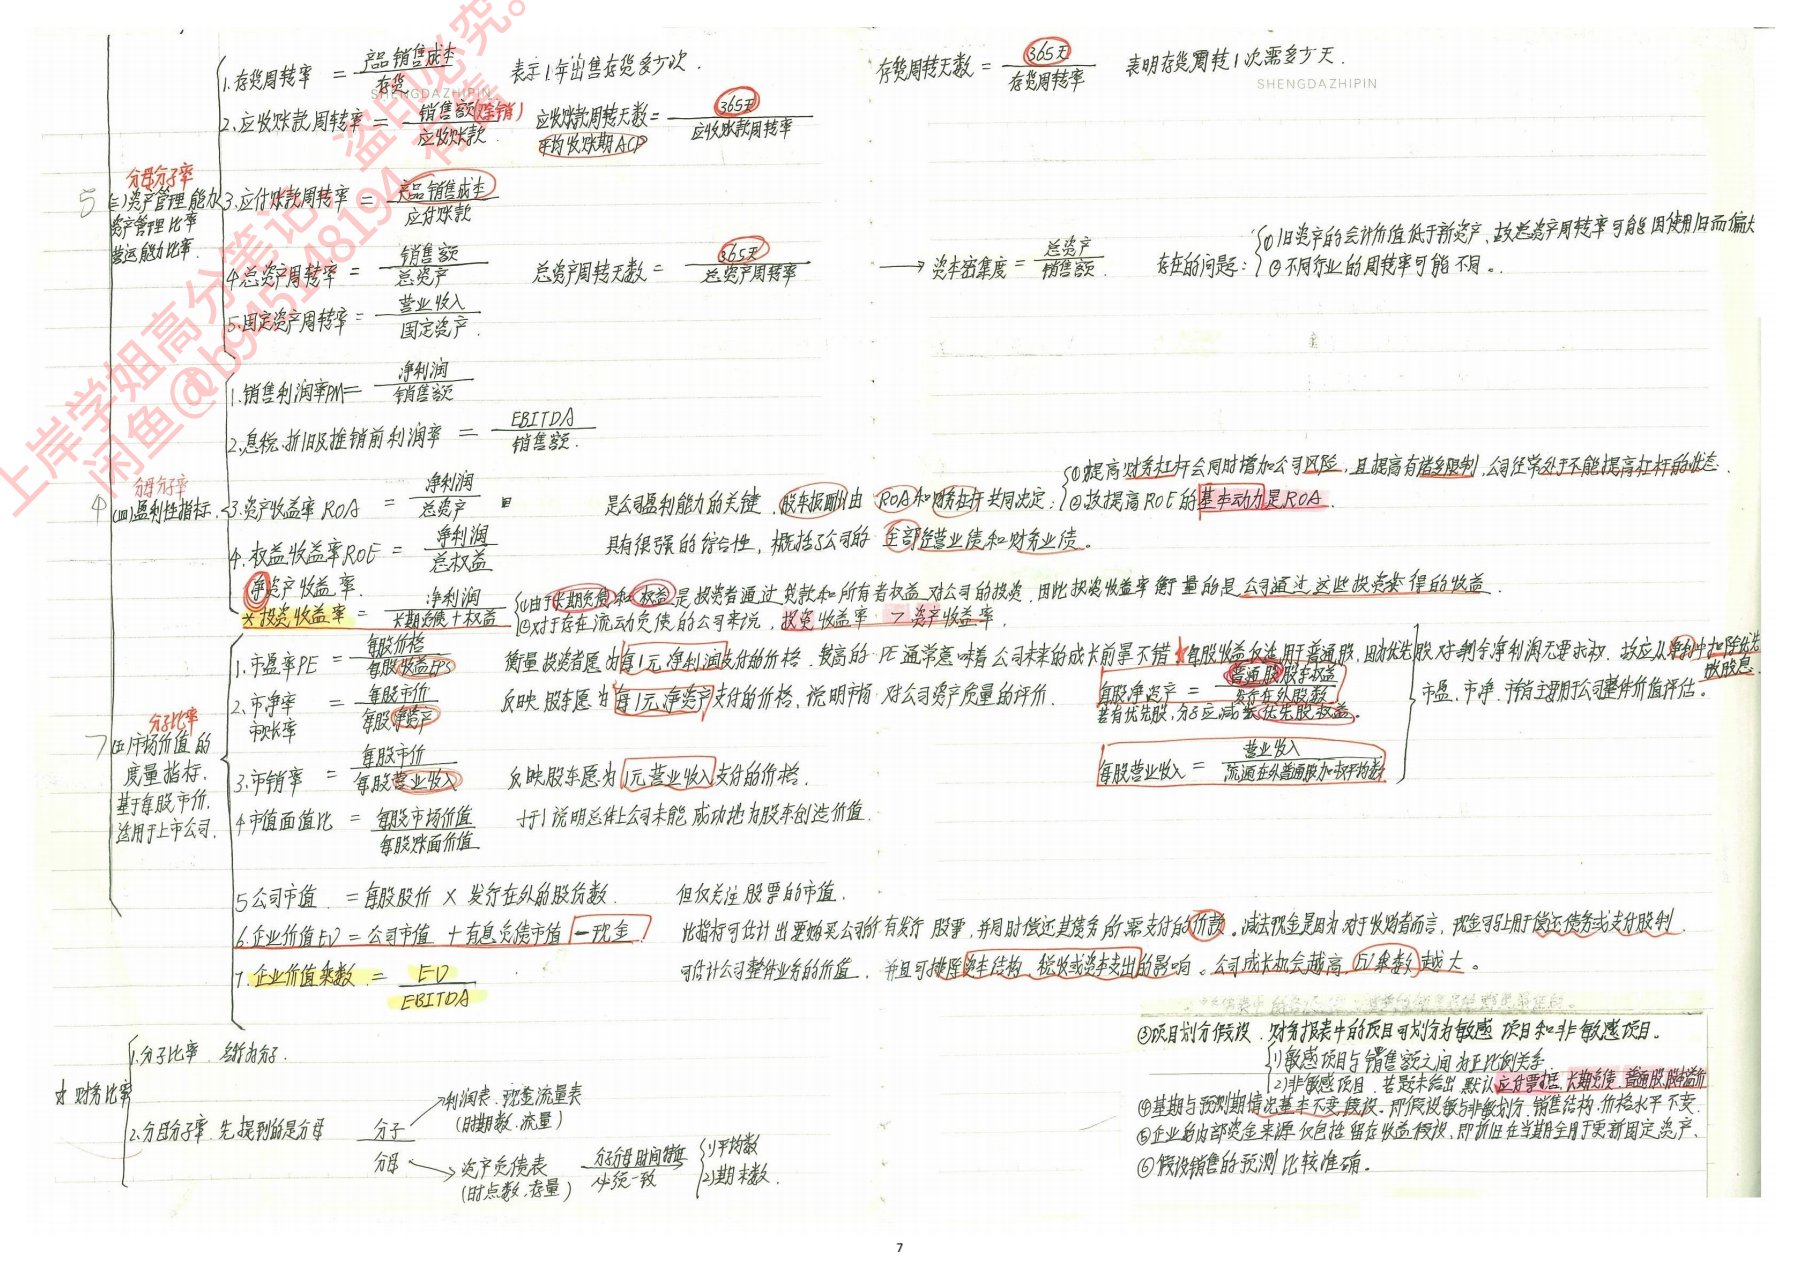 1.存货周转率 = 产品销售成本/存货 表示1年出售存货多少次. 存货周转天数 = 365天/存货周转率 表明存货周转1次需多少天.
SHENGDAZHIPIN SHENGDAZHIPIN
2.应收账款周转率 = 销售额(赊销)/应收账款 应收账款周转天数 = 365天/应收账款周转率
平均收账期ACP
分母分子率
5 (三)资产管理能力 3.应付账款周转率 = 产品销售成本/应付账款
资产管理比率
营运能力比率.
4.总资产周转率 = 销售额/总资产 总资产周转天数 = 365天/总资产周转率 → 资本密集度 = 总资产/销售额. 存在的问题:
①旧资产的会计价值低于新资产、故总资产周转率可能因使用旧而偏大
②不同行业的周转率可能不同。
5.固定资产周转率 = 营业收入/固定资产.
1.销售利润率PM = 净利润/销售额
2.息税、折旧及摊销前利润率 = EBITDA/销售额.
分母分子率
4 (四)盈利性指标. 3.资产收益率ROA = 净利润/总资产 是公司盈利能力的关键、股东报酬由ROA和财务杠杆共同决定:
①提高财务杠杆会同时增加公司风险,且提高有诸多限制,公司经常处于不能提高杠杆的状态.
②故提高ROE的基本动力是ROA.
4.权益收益率ROE = 净利润/总权益 具有很强的综合性,概括了公司的全部经营业绩和财务业绩。
净资产收益率.
*投资收益率 = 净利润/长期负债+权益
①由于长期负债和权益是投资者通过贷款和所有者权益对公司的投资,因此投资收益率衡量的是公司通过这些投资获得的收益.
②对于存在流动负债的公司来说,投资收益率 > 资产收益率.
分子比率
7 (五)市场价值的度量指标.
基于每股市价,
适用于上市公司.
1.市盈率PE = 每股价格/每股收益EPS 衡量投资者愿为每1元净利润支付的价格、较高的PE通常意味着公司未来的成长前景不错 *每股收益仅适用于普通股,因为优先股对剩余净利润无要求权.故应从净利中扣除优先股股息.
2.市净率 = 每股市价/每股净资产 反映股东愿为每1元净资产支付的价格、说明市场对公司资产质量的评价. 每股净资产 = 普通股股东权益/发行在外股数
市账率 若有优先股,分子应减去优先股权益。
市盈、市净、市销主要用于公司整体价值评估。
3.市销率 = 每股市价/每股营业收入 反映股东愿为1元营业收入支付的价格. 每股营业收入 = 营业收入/流通在外普通股加权平均数
4市值面值比 = 每股市场价值/每股账面价值 小于1说明总体上公司未能成功地为股东创造价值.
5公司市值 = 每股股价 × 发行在外的股份数. 但仅关注股票的市值.
6.企业价值EV = 公司市值 + 有息负债市值 - 现金 此指标可估计出要购买公司所有发行股票,并同时偿还其债务所需支付的价款。减去现金是因为对于收购者而言,现金可马上用于偿还债务或支付股利.
7.企业价值乘数 = EV/EBITDA 可估计公司整体业务的价值、并且可排除资本结构、税收或资本支出的影响。公司成长机会越高,EV乘数越大。
☆财务比率
1.分子比率 名称为分子.
2.分母分子率 先提到的是分母 分子/分母
分子 → 利润表、现金流量表
(时期数、流量)
分母 → 资产负债表
(时点数、存量)
分子分母时间特征
必须一致
1)平均数
2)期末数.
③项目划分假设、财务报表中的项目可划分为敏感项目和非敏感项目.
1)敏感项目与销售额之间为正比例关系
2)非敏感项目、若题未给出、默认应付票据、长期负债、普通股、股本溢价
④基期与预测期情况基本不变假设、即假设敏与非敏划分、销售结构、价格水平不变.
⑤企业的内部资金来源仅包括留存收益假设、即折旧在当期全用于更新固定资产、
⑥假设销售的预测比较准确。
上岸学姐高分笔记,盗印必究。
7